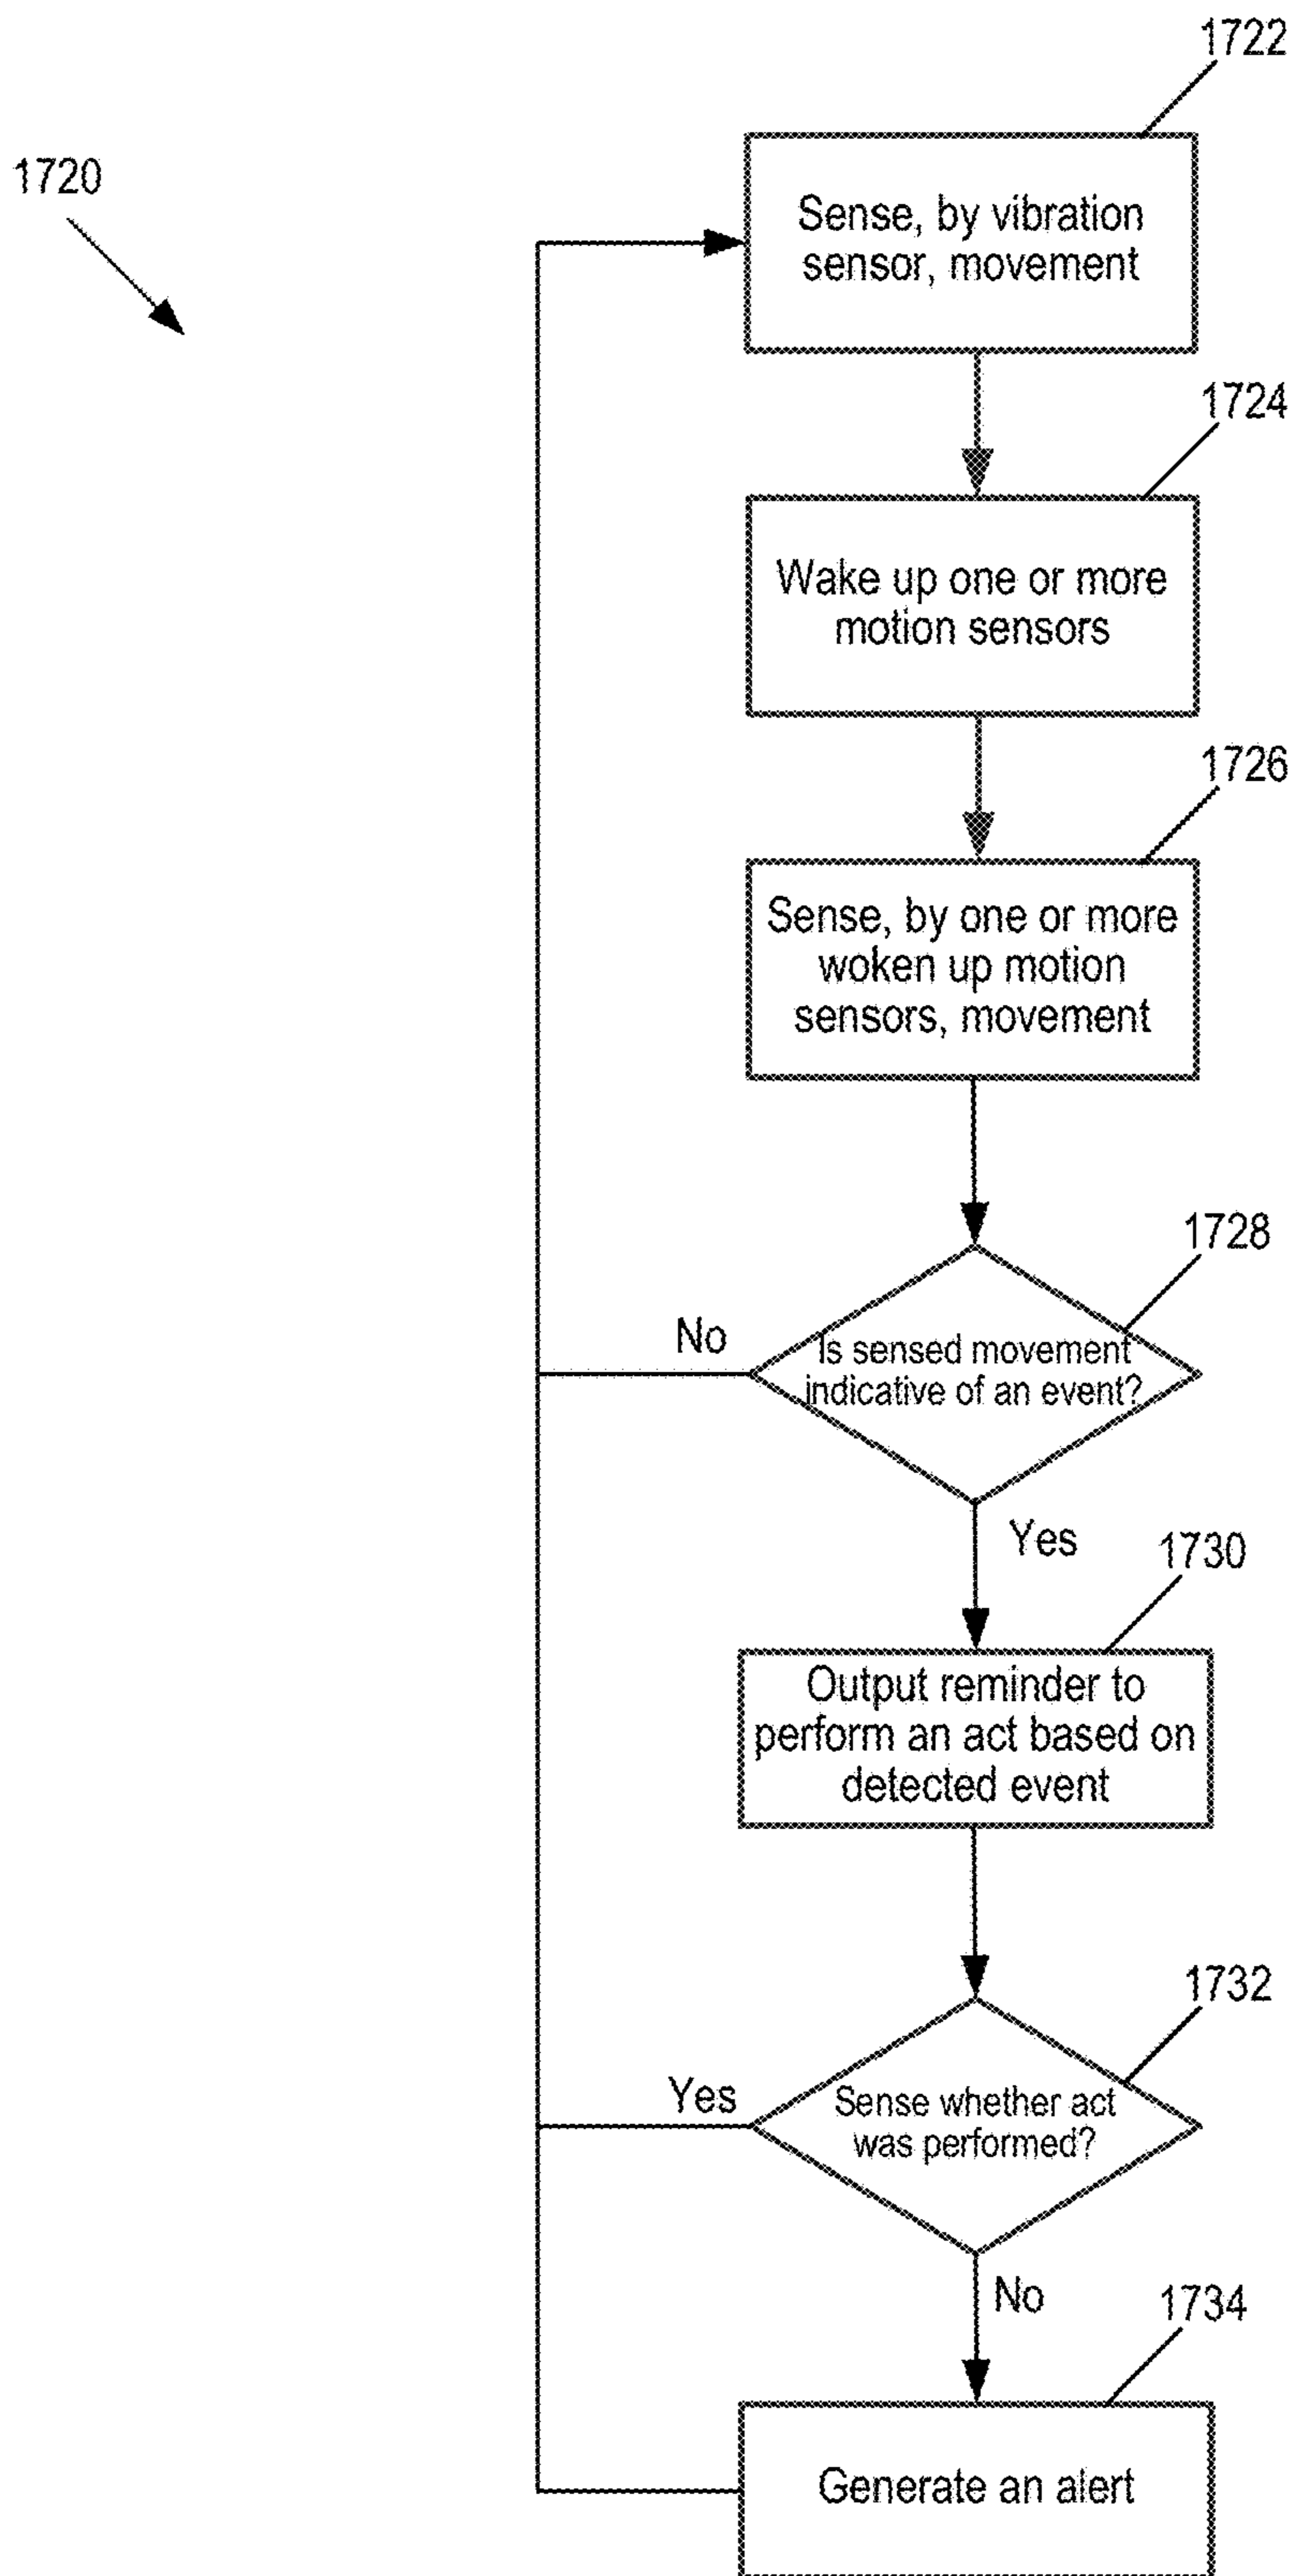 1722
1720
Sense, by vibration
sensor, movement
1724
Wake up one or more
motion sensors
1726
Sense, by one or more
woken up motion
sensors, movement
1728
No
Is sensed movement
indicative of an event?
Yes
1730
Output reminder to
perform an act based on
detected event
1732
Yes
Sense whether act
was performed?
No
1734
Generate an alert